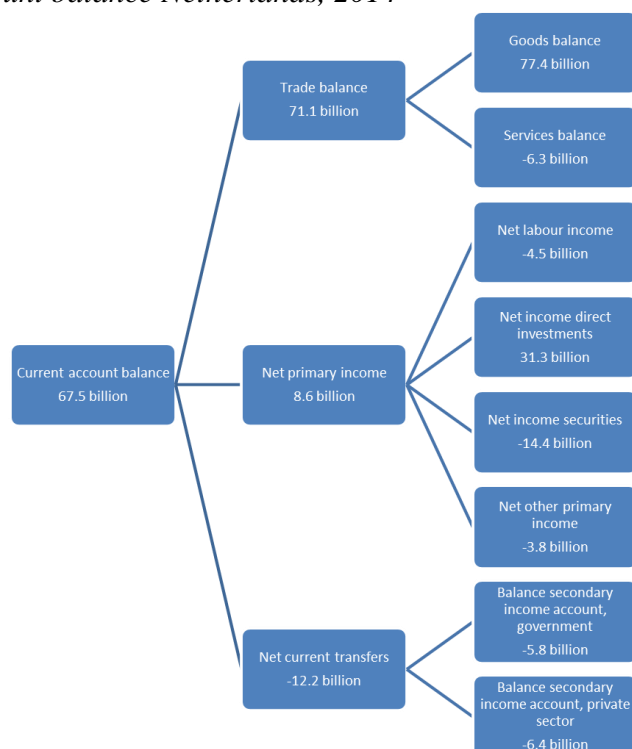 balance Netherlands, 2014
Current account balance
67.5 billion
Trade balance
71.1 billion
Goods balance
77.4 billion
Services balance
-6.3 billion
Net primary income
8.6 billion
Net labour income
-4.5 billion
Net income direct
investments
31.3 billion
Net income securities
-14.4 billion
Net other primary
income
-3.8 billion
Net current transfers
-12.2 billion
Balance secondary
income account,
government
-5.8 billion
Balance secondary
income account, private
sector
-6.4 billion